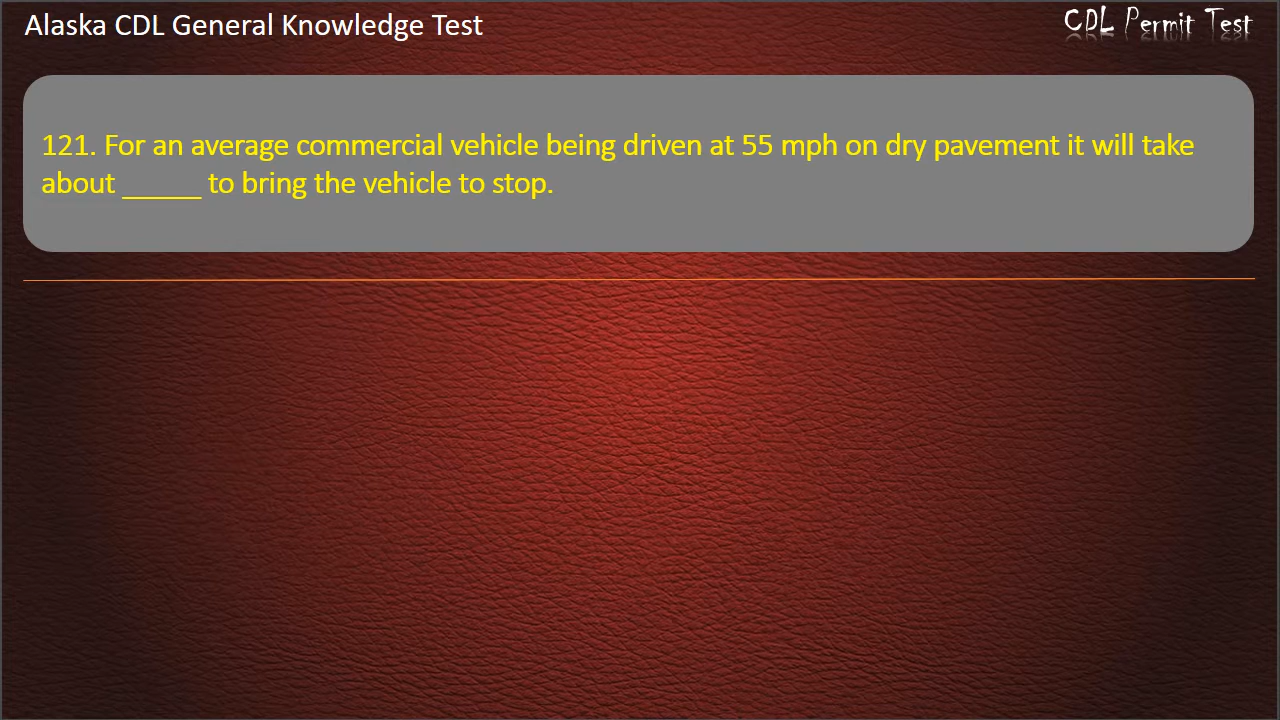 Alaska CDL General Knowledge Test
CDL Permit Test
121. For an average commercial vehicle being driven at 55 mph on dry pavement it will take
about _____ to bring the vehicle to stop.